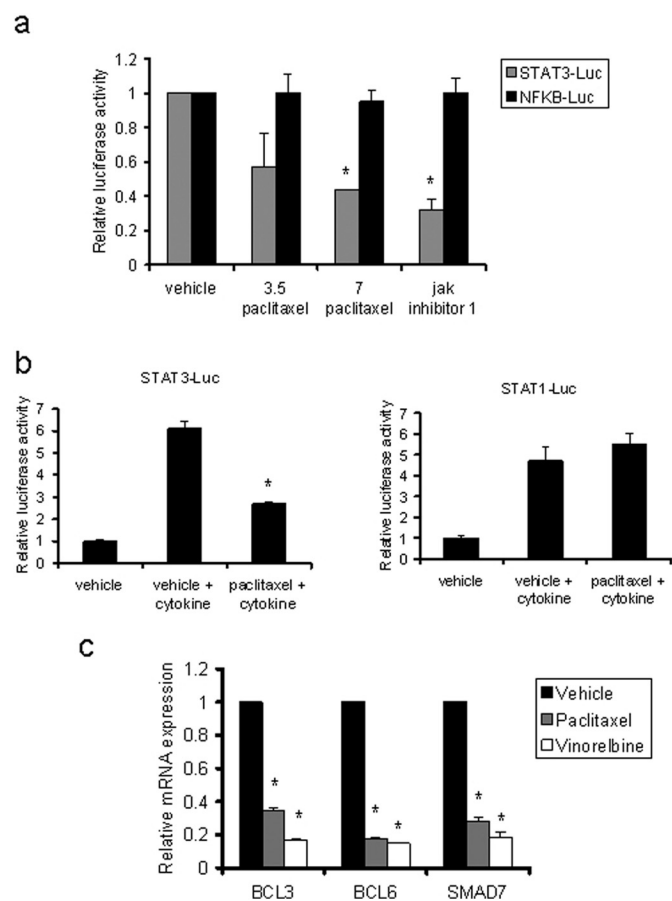 a
Relative luciferase activity
1.2
1
0.8
0.6
0.4
0.2
0
STAT3-Luc
NFKB-Luc
*
*
vehicle
3.5
paclitaxel
7
paclitaxel
jak
inhibitor 1
b
STAT3-Luc
Relative luciferase activity
7
6
5
4
3
2
1
0
*
vehicle
vehicle +
cytokine
paclitaxel +
cytokine
STAT1-Luc
Relative luciferase activity
7
6
5
4
3
2
1
0
vehicle
vehicle +
cytokine
paclitaxel +
cytokine
c
Relative mRNA expression
1.2
1
0.8
0.6
0.4
0.2
0
Vehicle
Paclitaxel
Vinorelbine
* * * * * *
BCL3 BCL6 SMAD7